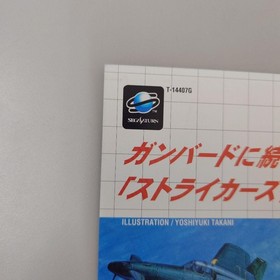 T-14407G
SEGA SATURN
ガンバードに続
「ストライカーズ
ILLUSTRATION / YOSHIYUKI TAKANI